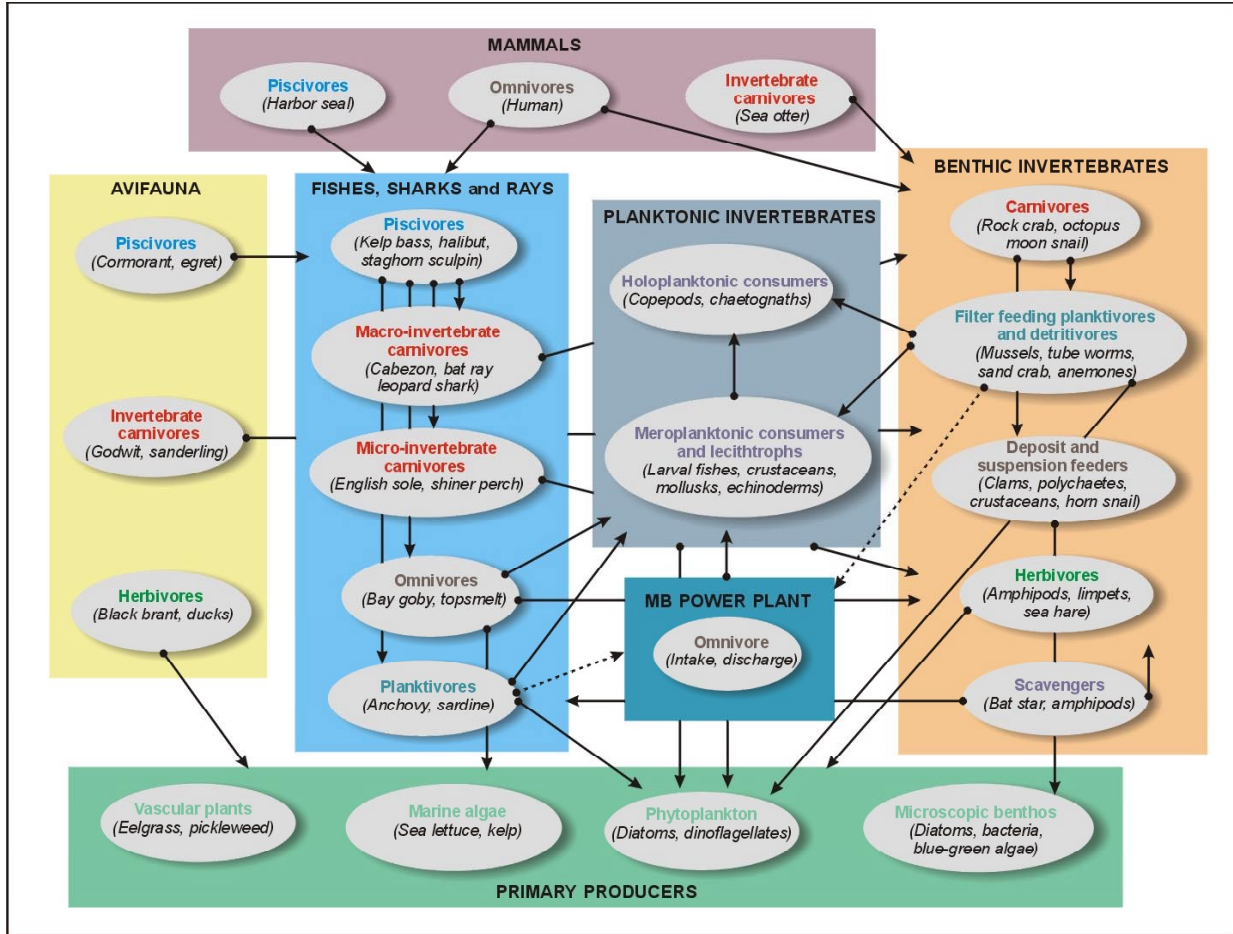 MAMMALS
Piscivores
(Harbor seal)
Omnivores
(Human)
Invertebrate
carnivores
(Sea otter)
AVIFAUNA
Piscivores
(Cormorant, egret)
Invertebrate
carnivores
(Godwit, sanderling)
Herbivores
(Black brant, ducks)
FISHES, SHARKS and RAYS
Piscivores
(Kelp bass, halibut,
staghorn sculpin)
Macro-invertebrate
carnivores
(Cabezon, bat ray
leopard shark)
Micro-invertebrate
carnivores
(English sole, shiner perch)
Omnivores
(Bay goby, topsmelt)
Planktivores
(Anchovy, sardine)
PLANKTONIC INVERTEBRATES
Holoplanktonic consumers
(Copepods, chaetognaths)
Meroplanktonic consumers
and lecithtrophs
(Larval fishes, crustaceans,
mollusks, echinoderms)
MB POWER PLANT
Omnivore
(Intake, discharge)
BENTHIC INVERTEBRATES
Carnivores
(Rock crab, octopus
moon snail)
Filter feeding planktivores
and detritivores
(Mussels, tube worms,
sand crab, anemones)
Deposit and
suspension feeders
(Clams, polychaetes,
crustaceans, horn snail)
Herbivores
(Amphipods, limpets,
sea hare)
Scavengers
(Bat star, amphipods)
Vascular plants
(Eelgrass, pickleweed)
Marine algae
(Sea lettuce, kelp)
Phytoplankton
(Diatoms, dinoflagellates)
Microscopic benthos
(Diatoms, bacteria,
blue-green algae)
PRIMARY PRODUCERS